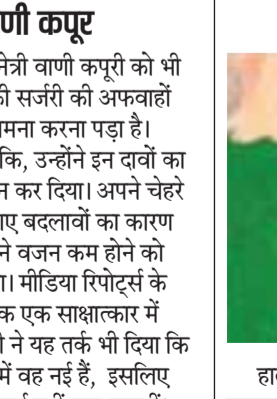 णी कपूर
नेत्री वाणी कपूरी को भी
की सर्जरी की अफवाहों
मना करना पड़ा है।
कि, उन्होंने इन दावों का
न कर दिया। अपने चेहरे
ए बदलावों का कारण
ने वजन कम होने को
ा। मीडिया रिपोर्ट्स के
क एक साक्षात्कार में
ी ने यह तर्क भी दिया कि
में वह नई हैं, इसलिए